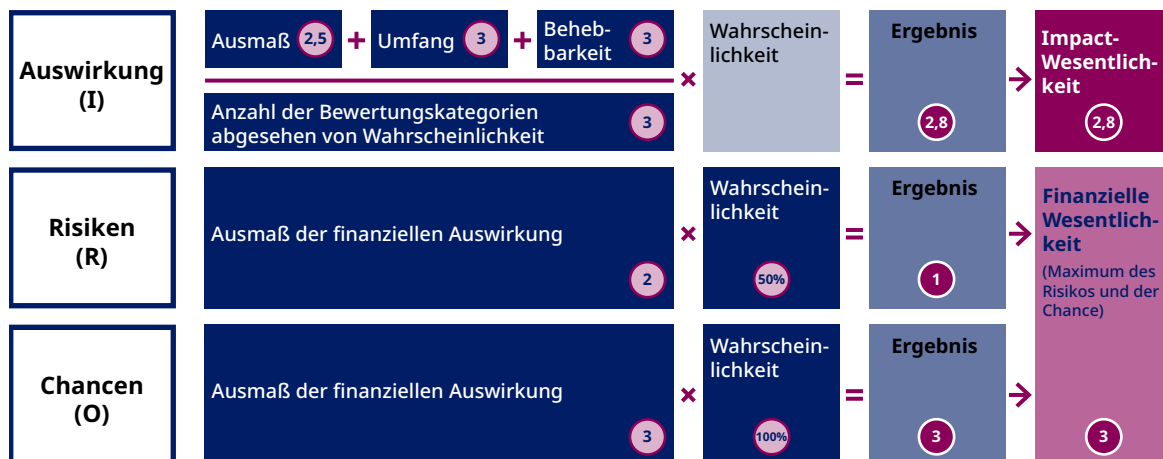 Auswirkung
(I)
Ausmaß 2,5 + Umfang 3 + Beheb-
barkeit 3
Anzahl der Bewertungskategorien
abgesehen von Wahrscheinlichkeit 3
×
Wahrschein-
lichkeit
=
Ergebnis
2,8
→
Impact-
Wesentlich-
keit
2,8
Risiken
(R)
Ausmaß der finanziellen Auswirkung
2
×
Wahrschein-
lichkeit
50%
=
Ergebnis
1
→
Finanzielle
Wesentlich-
keit
(Maximum des
Risikos und der
Chance)
Chancen
(O)
Ausmaß der finanziellen Auswirkung
3
×
Wahrschein-
lichkeit
100%
=
Ergebnis
3
→
3